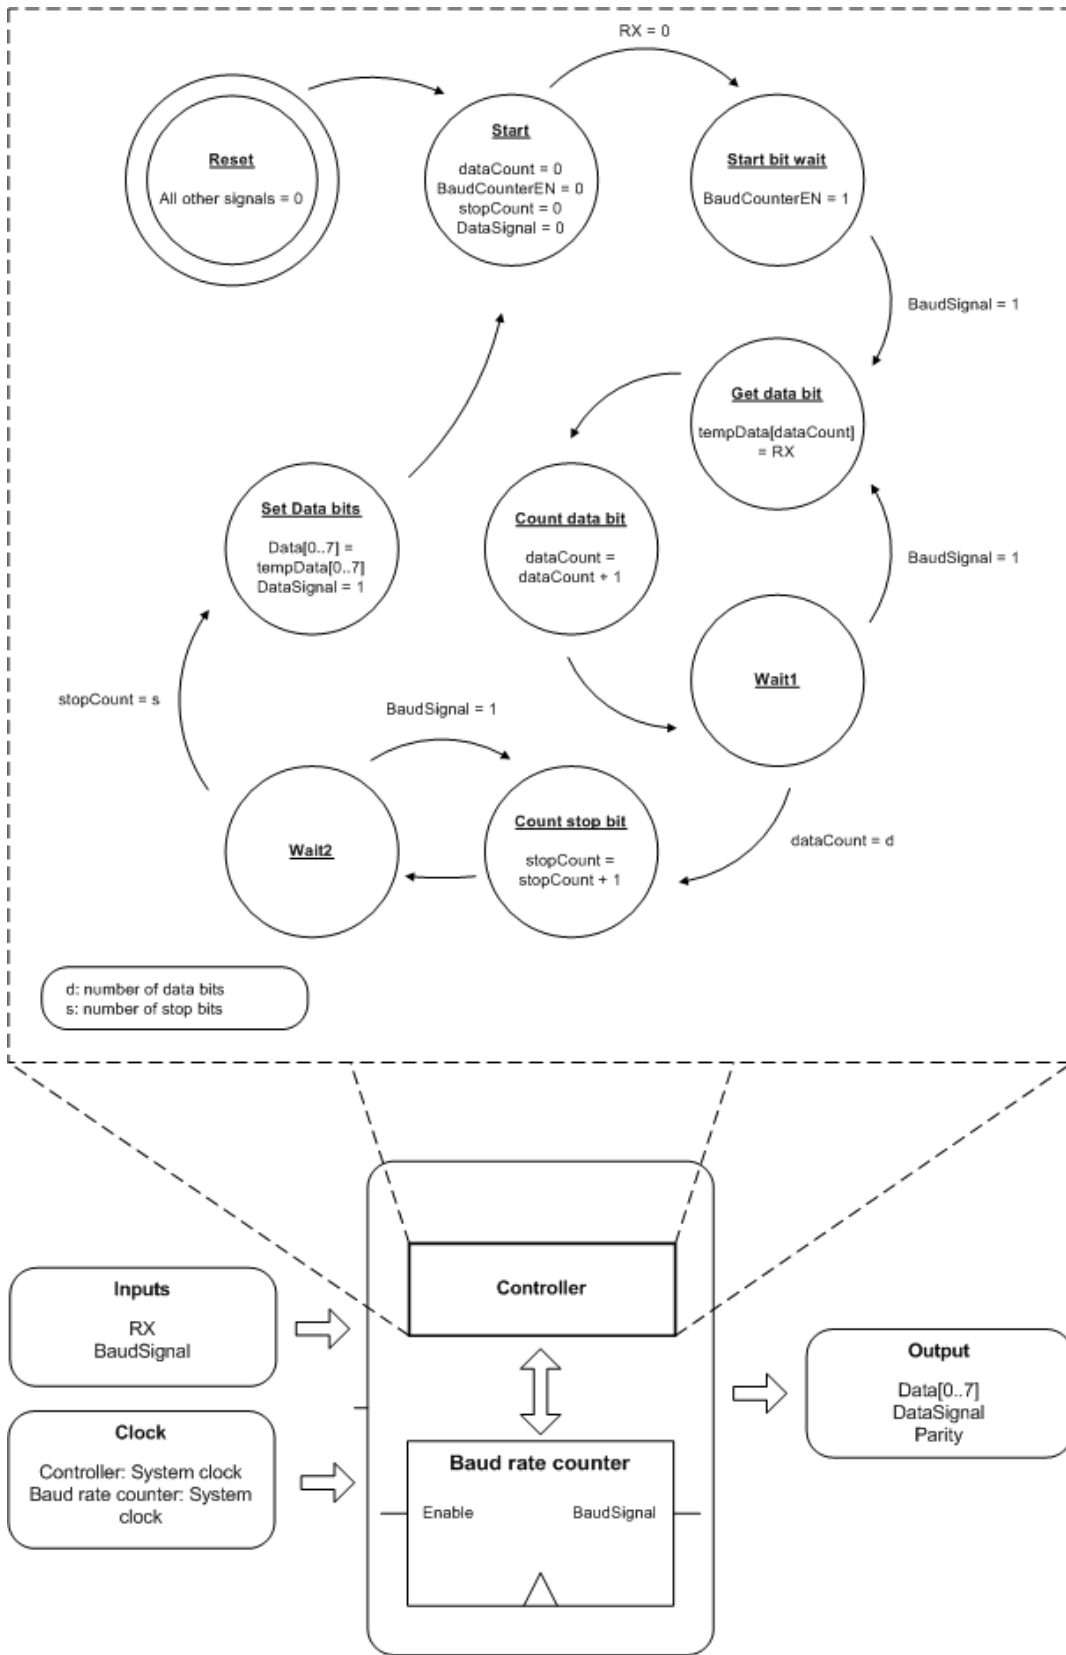 RX = 0
Reset
All other signals = 0
Start
dataCount = 0
BaudCounterEN = 0
stopCount = 0
DataSignal = 0
Start bit wait
BaudCounterEN = 1
BaudSignal = 1
Get data bit
tempData[dataCount]
= RX
Set Data bits
Data[0..7] =
tempData[0..7]
DataSignal = 1
Count data bit
dataCount =
dataCount + 1
BaudSignal = 1
Wait1
stopCount = s
BaudSignal = 1
Wait2
Count stop bit
stopCount =
stopCount + 1
dataCount = d
d: number of data bits
s: number of stop bits
Inputs
RX
BaudSignal
Clock
Controller: System clock
Baud rate counter: System
clock
Controller
Baud rate counter
Enable
BaudSignal
Output
Data[0..7]
DataSignal
Parity